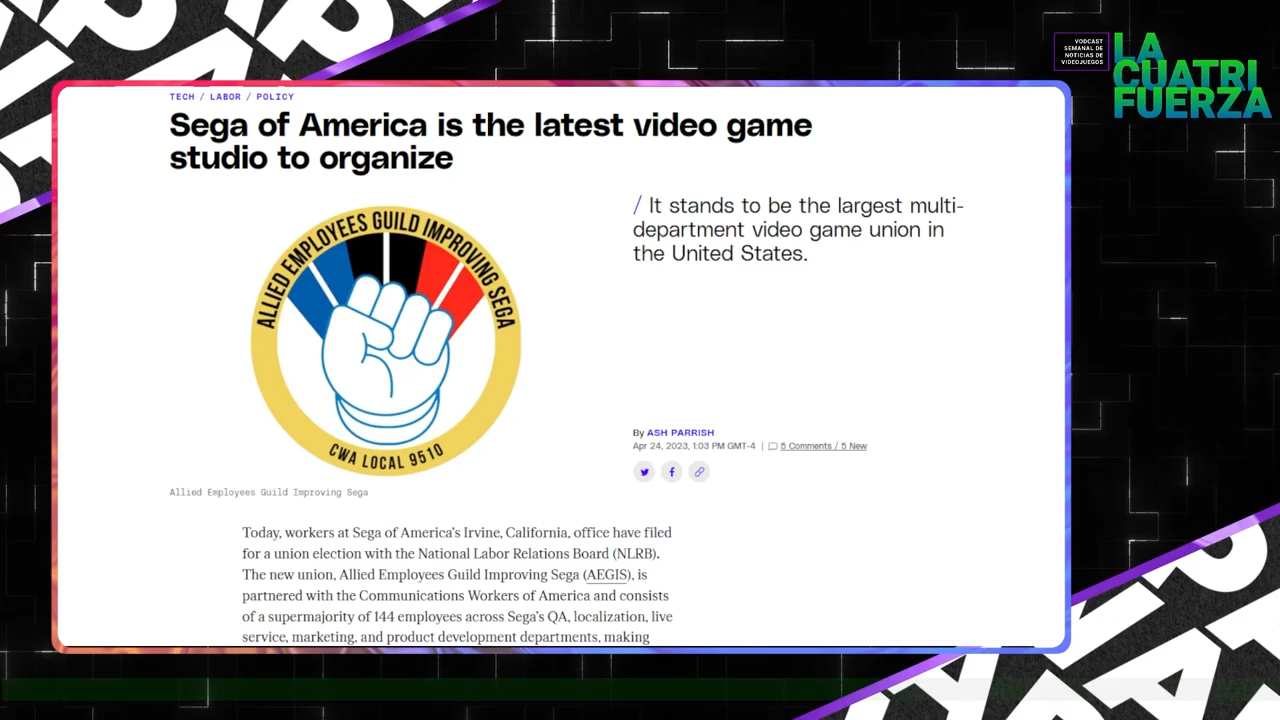 VODCAST
SEMANAL DE
NOTICIAS DE
VIDEOJUEGOS
LA
CUATRI
FUERZA
TECH / LABOR / POLICY
Sega of America is the latest video game
studio to organize
ALLIED EMPLOYEES GUILD IMPROVING SEGA
CWA LOCAL 9510
Allied Employees Guild Improving Sega
/ It stands to be the largest multi-
department video game union in
the United States.
By ASH PARRISH
Apr 24, 2023, 1:03 PM GMT-4 | 5 Comments / 5 New
Today, workers at Sega of America's Irvine, California, office have filed
for a union election with the National Labor Relations Board (NLRB).
The new union, Allied Employees Guild Improving Sega (AEGIS), is
partnered with the Communications Workers of America and consists
of a supermajority of 144 employees across Sega's QA, localization, live
service, marketing, and product development departments, making